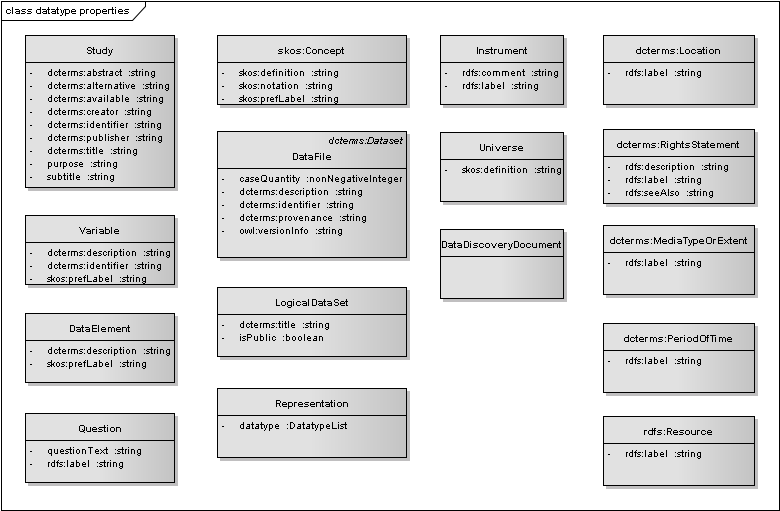 class datatype properties
Study
- dcterms:abstract :string
- dcterms:alternative :string
- dcterms:available :string
- dcterms:creator :string
- dcterms:identifier :string
- dcterms:publisher :string
- dcterms:title :string
- purpose :string
- subtitle :string
Variable
- dcterms:description :string
- dcterms:identifier :string
- skos:prefLabel :string
DataElement
- dcterms:description :string
- skos:prefLabel :string
Question
- questionText :string
- rdfs:label :string
skos:Concept
- skos:definition :string
- skos:notation :string
- skos:prefLabel :string
dcterms:Dataset
DataFile
- caseQuantity :nonNegativeInteger
- dcterms:description :string
- dcterms:identifier :string
- dcterms:provenance :string
- owl:versionInfo :string
LogicalDataSet
- dcterms:title :string
- isPublic :boolean
Representation
- datatype :DatatypeList
Instrument
- rdfs:comment :string
- rdfs:label :string
Universe
- skos:definition :string
DataDiscoveryDocument
dcterms:Location
- rdfs:label :string
dcterms:RightsStatement
- rdfs:description :string
- rdfs:label :string
- rdfs:seeAlso :string
dcterms:MediaTypeOrExtent
- rdfs:label :string
dcterms:PeriodOfTime
- rdfs:label :string
rdfs:Resource
- rdfs:label :string